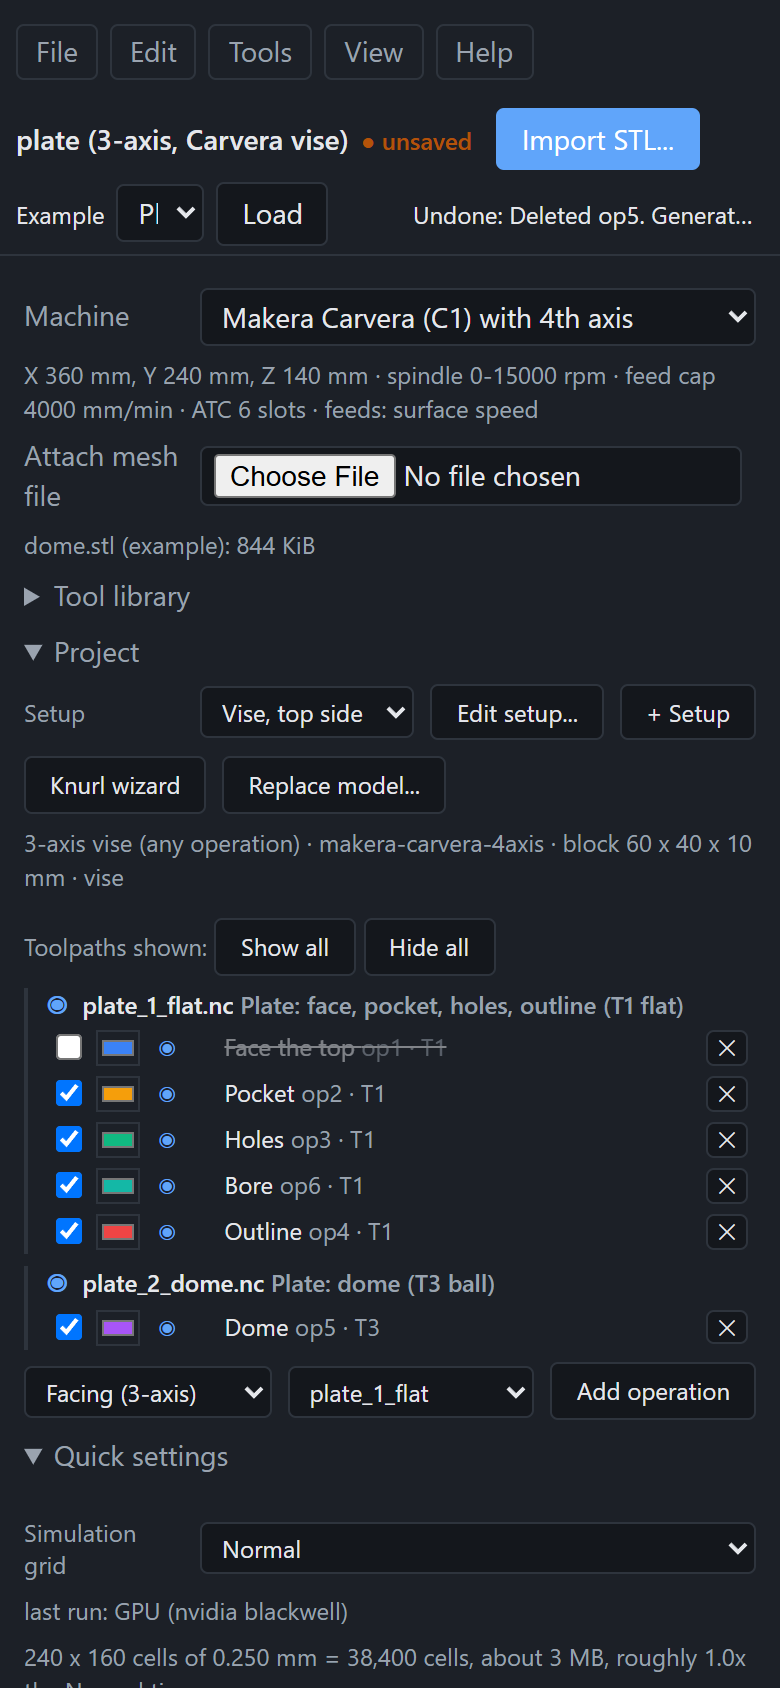 File Edit Tools View Help
plate (3-axis, Carvera vise) ● unsaved Import STL...
Example Pl Load Undone: Deleted op5. Generat...
Machine Makera Carvera (C1) with 4th axis
X 360 mm, Y 240 mm, Z 140 mm · spindle 0-15000 rpm · feed cap
4000 mm/min · ATC 6 slots · feeds: surface speed
Attach mesh
file Choose File No file chosen
dome.stl (example): 844 KiB
Tool library
Project
Setup Vise, top side Edit setup... + Setup
Knurl wizard Replace model...
3-axis vise (any operation) · makera-carvera-4axis · block 60 x 40 x 10
mm · vise
Toolpaths shown: Show all Hide all
plate_1_flat.nc Plate: face, pocket, holes, outline (T1 flat)
Face the top op1 · T1
Pocket op2 · T1
Holes op3 · T1
Bore op6 · T1
Outline op4 · T1
plate_2_dome.nc Plate: dome (T3 ball)
Dome op5 · T3
Facing (3-axis) plate_1_flat Add operation
Quick settings
Simulation
grid Normal
last run: GPU (nvidia blackwell)
240 x 160 cells of 0.250 mm = 38,400 cells, about 3 MB, roughly 1.0x